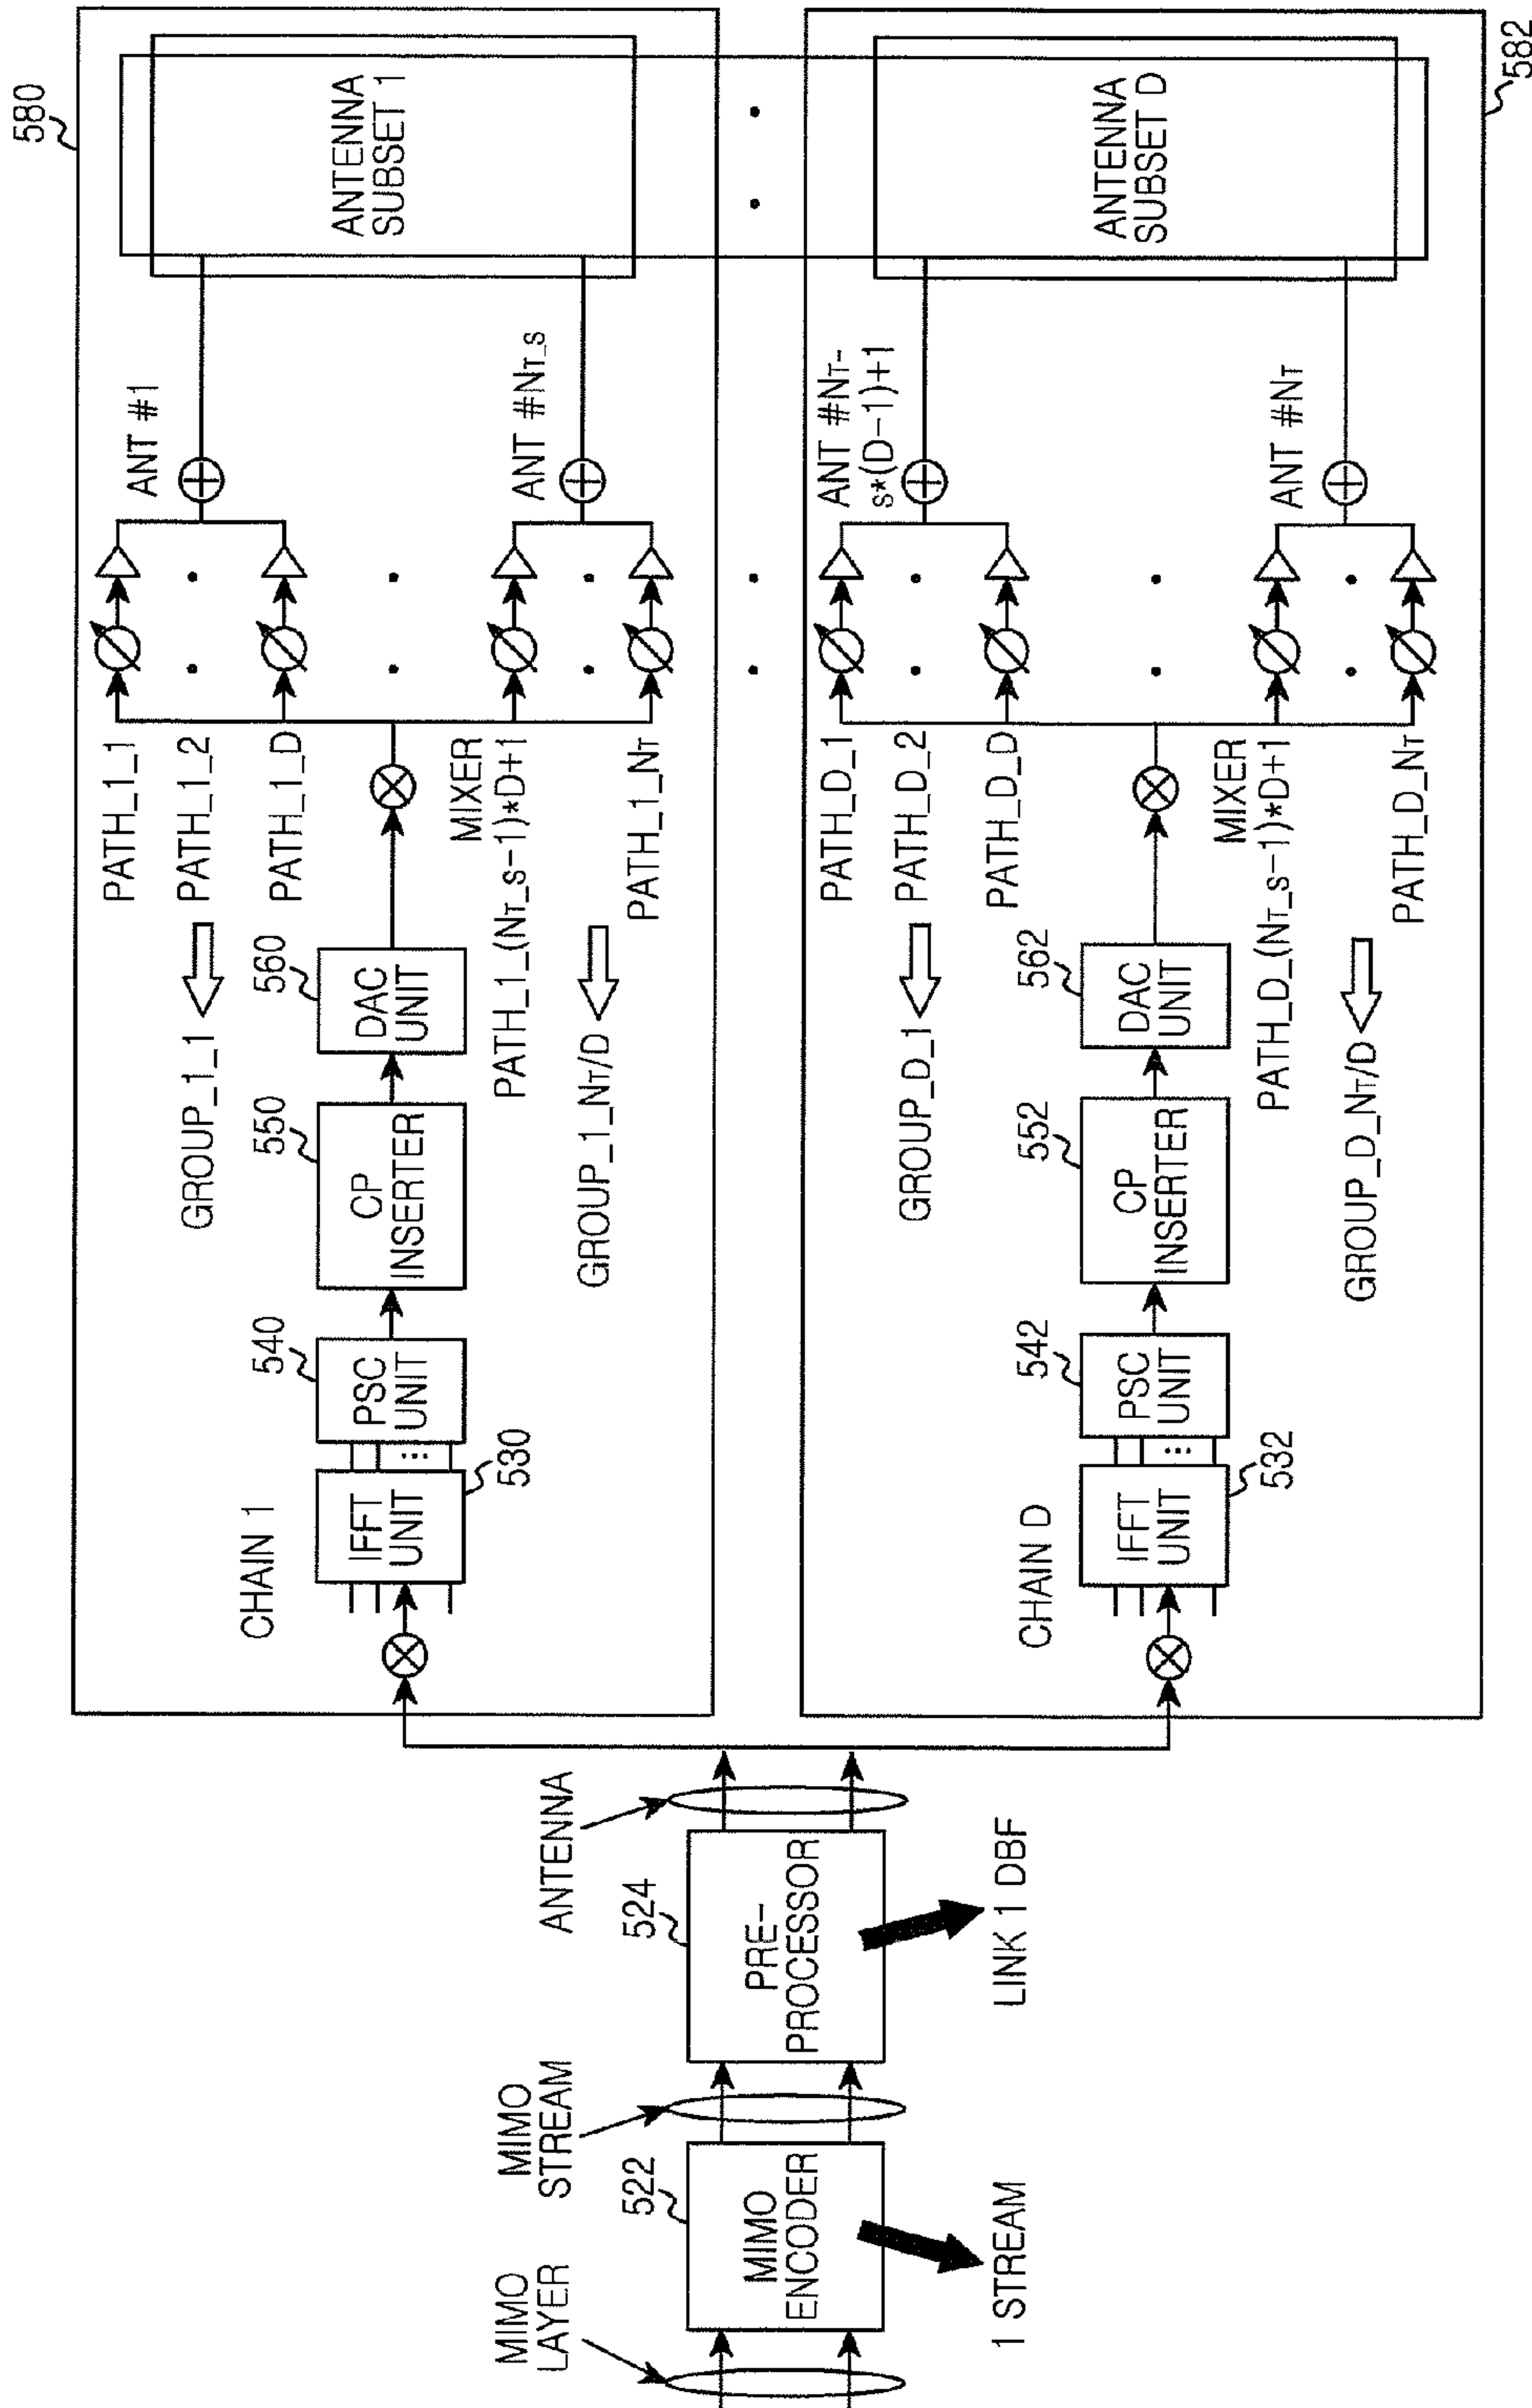 MIMO
LAYER
522
MIMO
ENCODER
1 STREAM
MIMO
STREAM
524
PRE-
PROCESSOR
LINK 1 DBF
ANTENNA
580
CHAIN 1
IFFT
UNIT
530
540
PSC
UNIT
550
CP
INSERTER
560
DAC
UNIT
GROUP_1_1
GROUP_1_NT/D
PATH_1_1
PATH_1_2
PATH_1_D
MIXER
PATH_1_(NT_s-1)*D+1
PATH_1_NT
ANT #1
ANT #NT_s
ANTENNA
SUBSET 1
582
CHAIN D
IFFT
UNIT
532
542
PSC
UNIT
552
CP
INSERTER
562
DAC
UNIT
GROUP_D_1
GROUP_D_NT/D
PATH_D_1
PATH_D_2
PATH_D_D
MIXER
PATH_D_(NT_s-1)*D+1
PATH_D_NT
ANT #NT-
s*(D-1)+1
ANT #NT
ANTENNA
SUBSET D